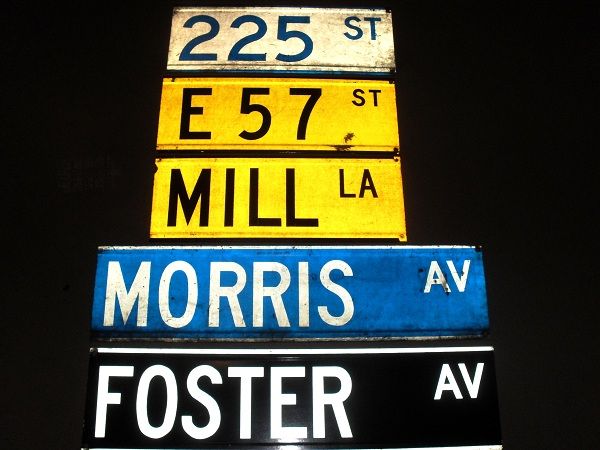 225 ST
E 57 ST
MILL LA
MORRIS AV
FOSTER AV